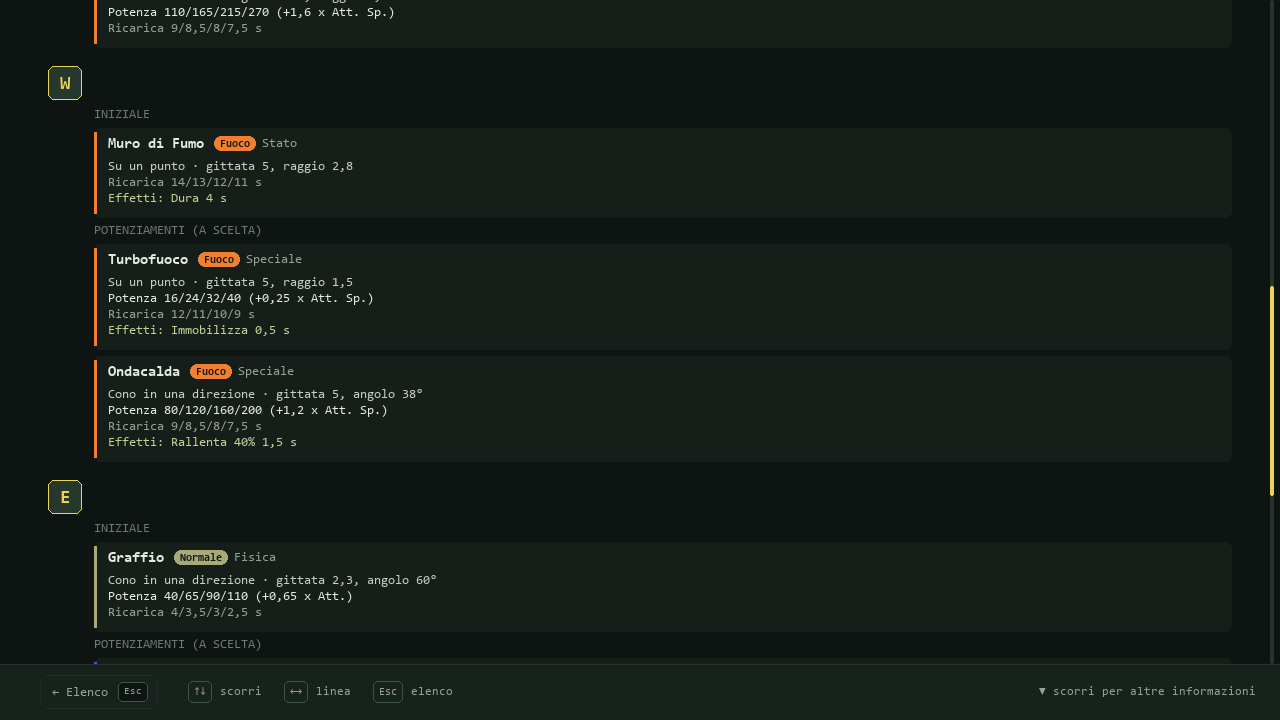 Potenza 110/165/215/270 (+1,6 x Att. Sp.)
Ricarica 9/8,5/8/7,5 s
W
INIZIALE
Muro di Fumo Fuoco Stato
Su un punto · gittata 5, raggio 2,8
Ricarica 14/13/12/11 s
Effetti: Dura 4 s
POTENZIAMENTI (A SCELTA)
Turbofuoco Fuoco Speciale
Su un punto · gittata 5, raggio 1,5
Potenza 16/24/32/40 (+0,25 x Att. Sp.)
Ricarica 12/11/10/9 s
Effetti: Immobilizza 0,5 s
Ondacalda Fuoco Speciale
Cono in una direzione · gittata 5, angolo 38°
Potenza 80/120/160/200 (+1,2 x Att. Sp.)
Ricarica 9/8,5/8/7,5 s
Effetti: Rallenta 40% 1,5 s
E
INIZIALE
Graffio Normale Fisica
Cono in una direzione · gittata 2,3, angolo 60°
Potenza 40/65/90/110 (+0,65 x Att.)
Ricarica 4/3,5/3/2,5 s
POTENZIAMENTI (A SCELTA)
← Elenco Esc ↑↓ scorri ↔ linea Esc elenco ▼ scorri per altre informazioni